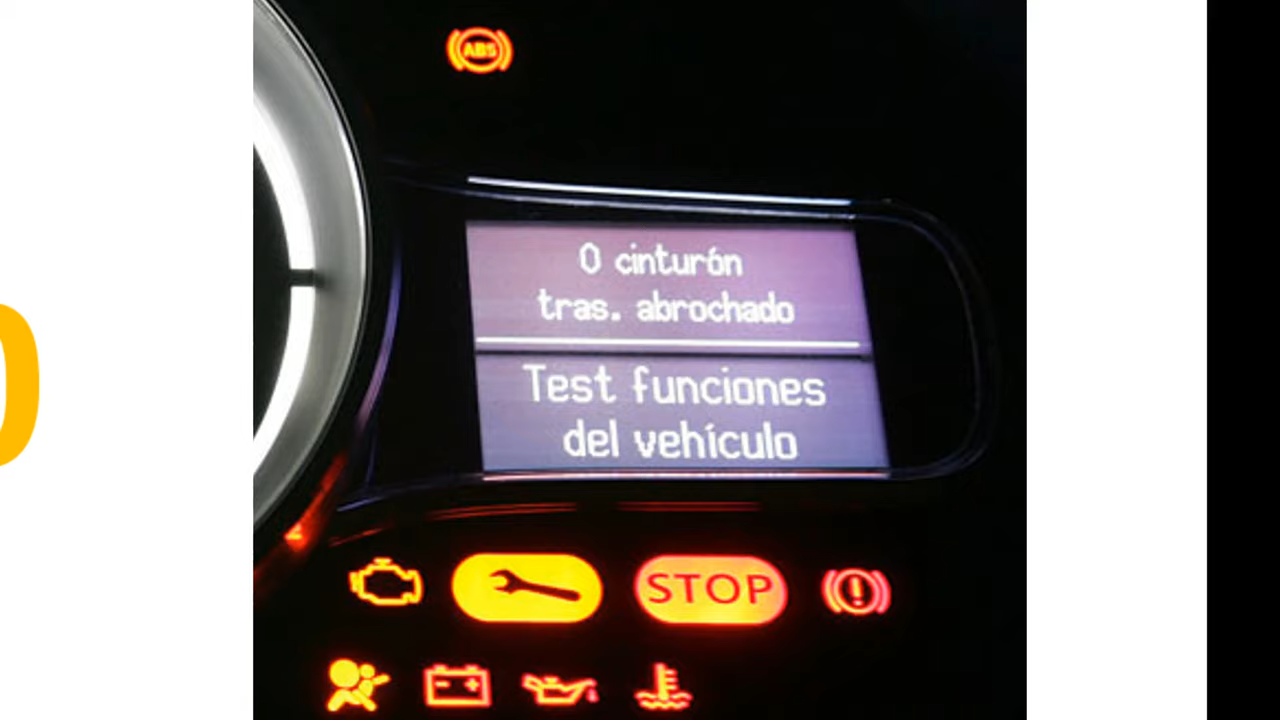 ABS
0 cinturón
tras. abrochado
Test funciones
del vehículo
STOP